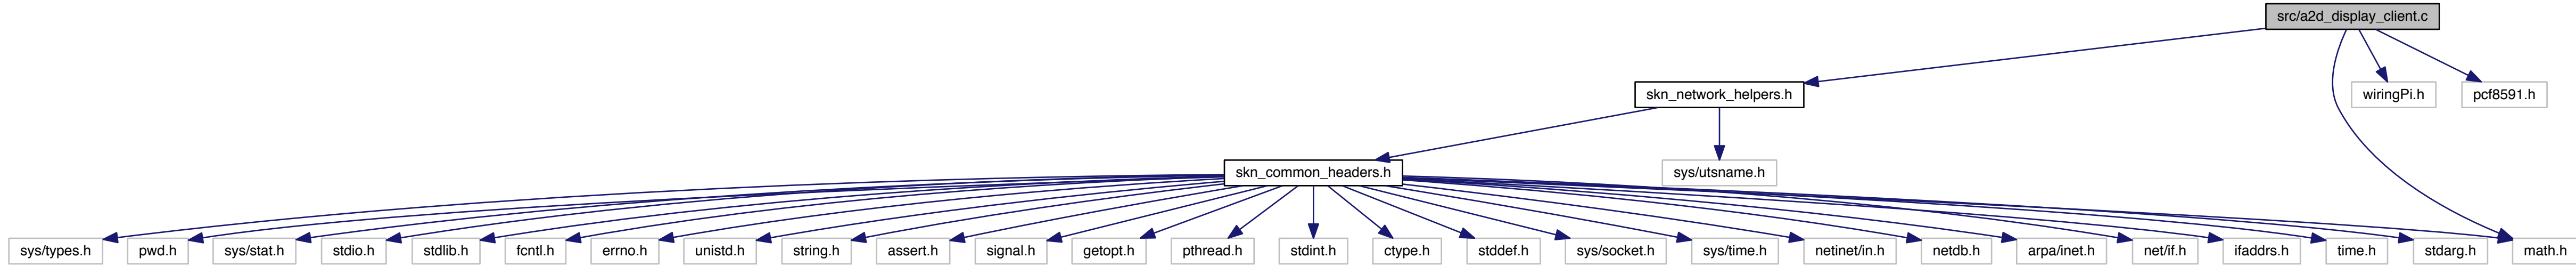 src/a2d_display_client.c
skn_network_helpers.h
wiringPi.h
pcf8591.h
skn_common_headers.h
sys/utsname.h
sys/types.h
pwd.h
sys/stat.h
stdio.h
stdlib.h
fcntl.h
errno.h
unistd.h
string.h
assert.h
signal.h
getopt.h
pthread.h
stdint.h
ctype.h
stddef.h
sys/socket.h
sys/time.h
netinet/in.h
netdb.h
arpa/inet.h
net/if.h
ifaddrs.h
time.h
stdarg.h
math.h